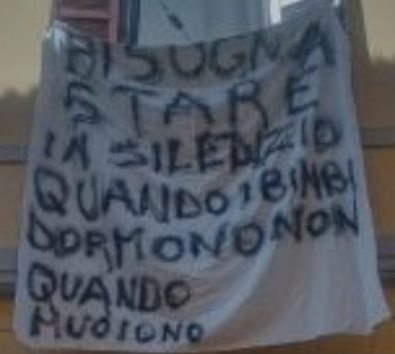 BISOGNA
STARE
IN SILENZIO
QUANDO I BIMBI
DORMONO NON
QUANDO
MUOIONO